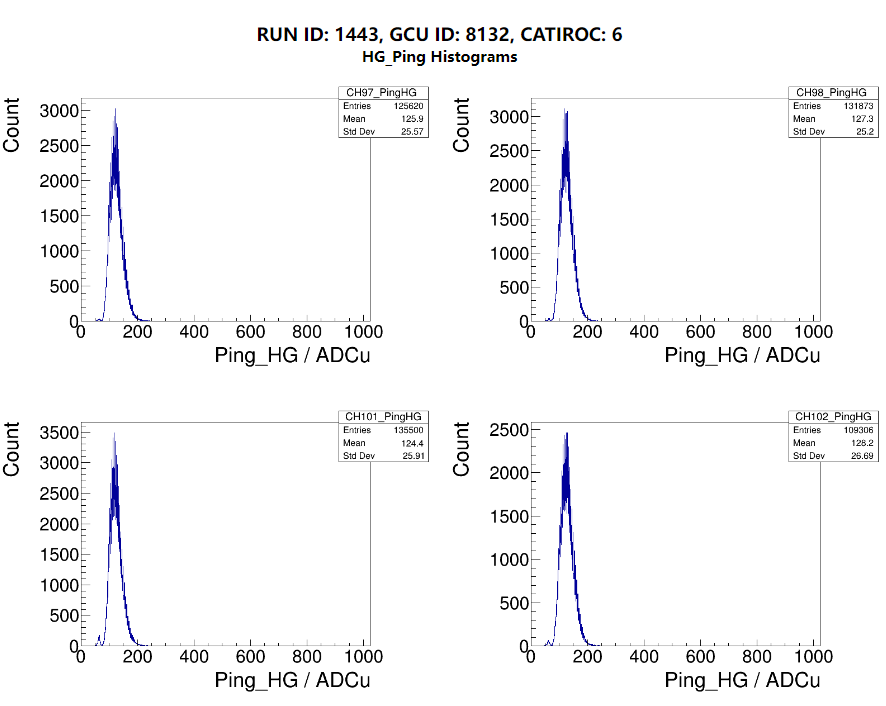 RUN ID: 1443, GCU ID: 8132, CATIROC: 6
HG_Ping Histograms
CH97_PingHG
Entries 125620
Mean 125.9
Std Dev 25.57
Count
3000
2500
2000
1500
1000
500
0
0 200 400 600 800 1000
Ping_HG / ADCu
CH98_PingHG
Entries 131873
Mean 127.3
Std Dev 25.2
Count
3000
2500
2000
1500
1000
500
0
0 200 400 600 800 1000
Ping_HG / ADCu
CH101_PingHG
Entries 135500
Mean 124.4
Std Dev 25.91
Count
3500
3000
2500
2000
1500
1000
500
0
0 200 400 600 800 1000
Ping_HG / ADCu
CH102_PingHG
Entries 109306
Mean 128.2
Std Dev 26.69
Count
2500
2000
1500
1000
500
0
0 200 400 600 800 1000
Ping_HG / ADCu